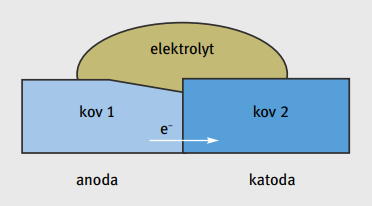 elektrolyt
kov 1
kov 2
e⁻
anoda
katoda